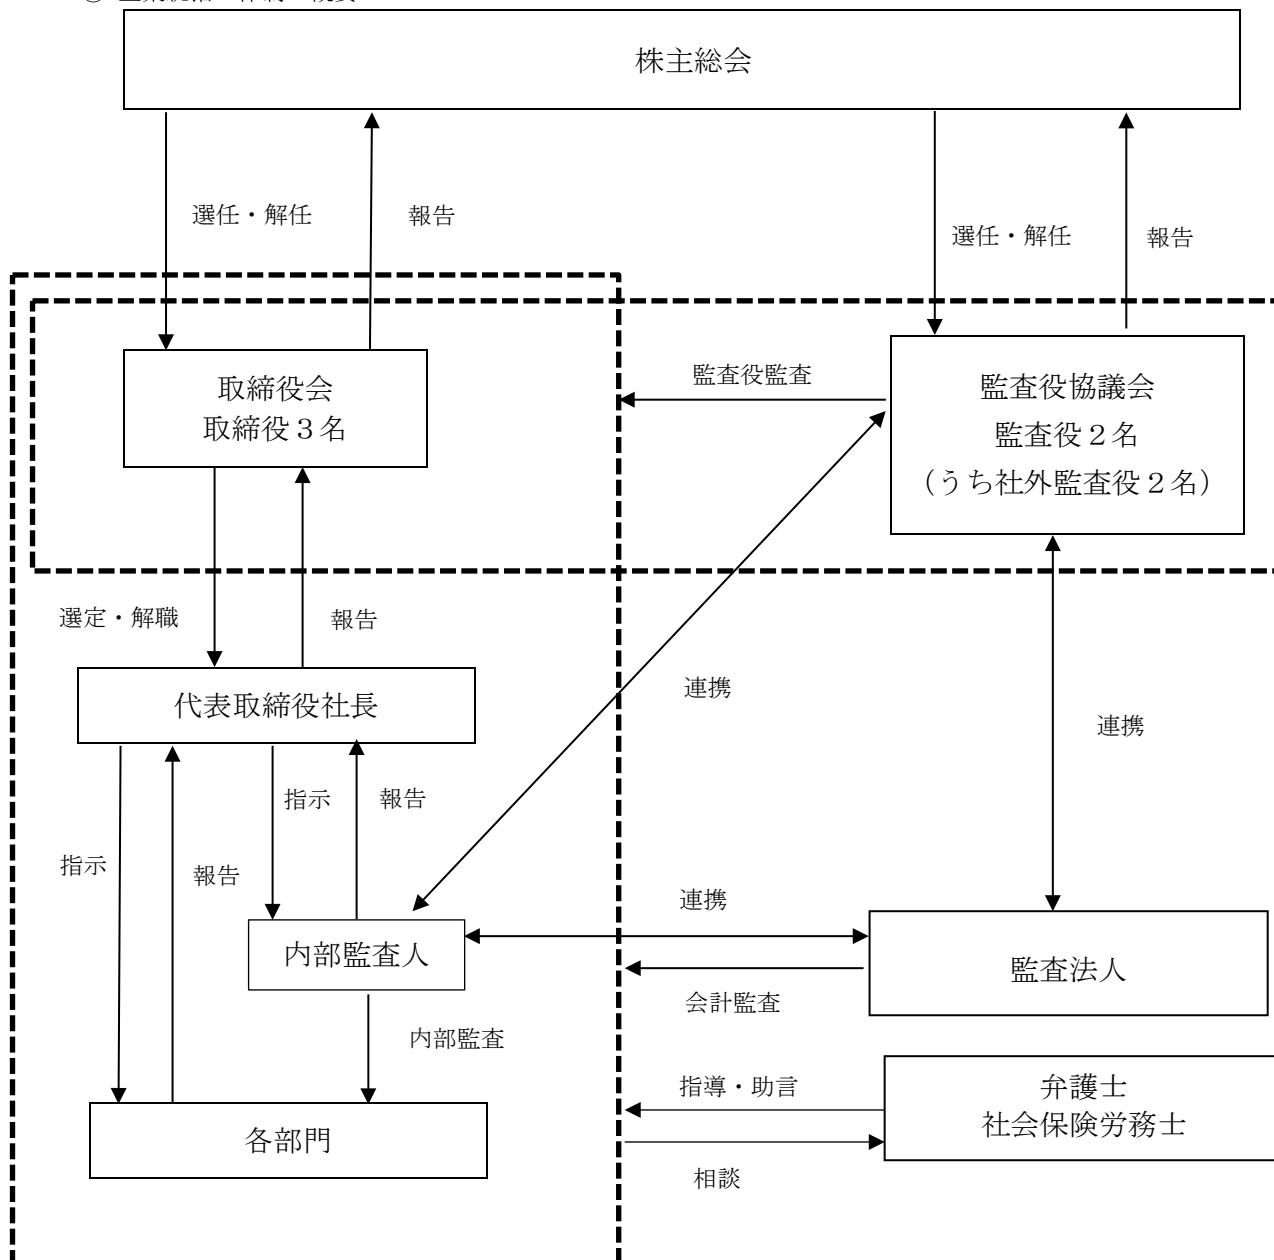 株主総会
選任・解任
報告
選任・解任
報告
取締役会
取締役３名
監査役監査
監査役協議会
監査役２名
（うち社外監査役２名）
選定・解職
報告
代表取締役社長
連携
連携
指示
報告
指示
報告
連携
内部監査人
監査法人
会計監査
内部監査
指導・助言
弁護士
社会保険労務士
各部門
相談